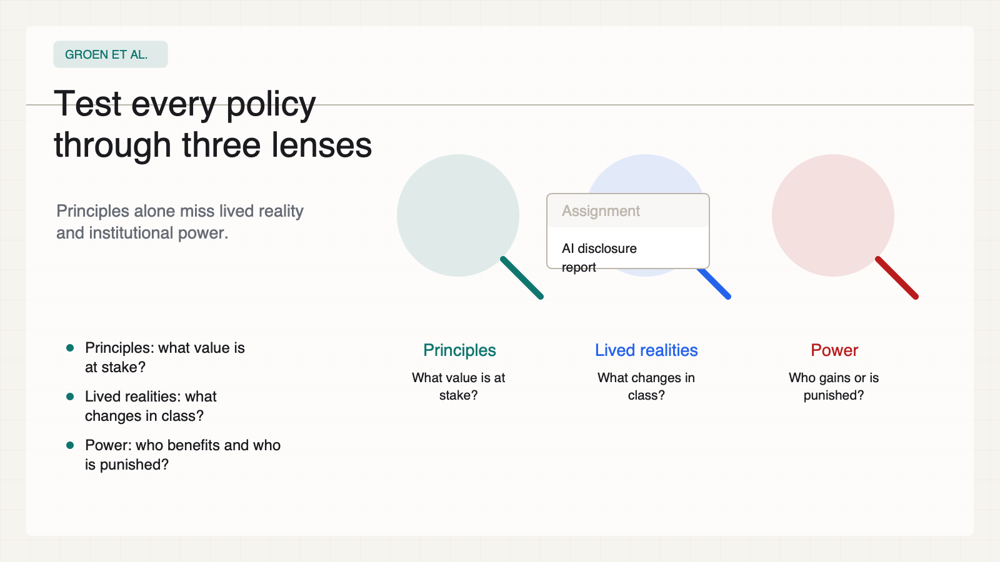 GROEN ET AL.
Test every policy
through three lenses
Principles alone miss lived reality
and institutional power.
Principles: what value is
at stake?
Lived realities: what
changes in class?
Power: who benefits and who
is punished?
Assignment
AI disclosure
report
Principles
What value is at
stake?
Lived realities
What changes in
class?
Power
Who gains or is
punished?